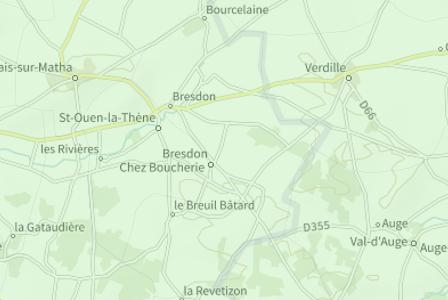 Bourcelaine
ais-sur-Matha
Verdille
Bresdon
D66
St-Ouen-la-Thène
les Rivières
Bresdon
Chez Boucherie
le Breuil Bâtard
la Gataudière
D355
Auge
Val-d'Auge
Auge
la Revetizon